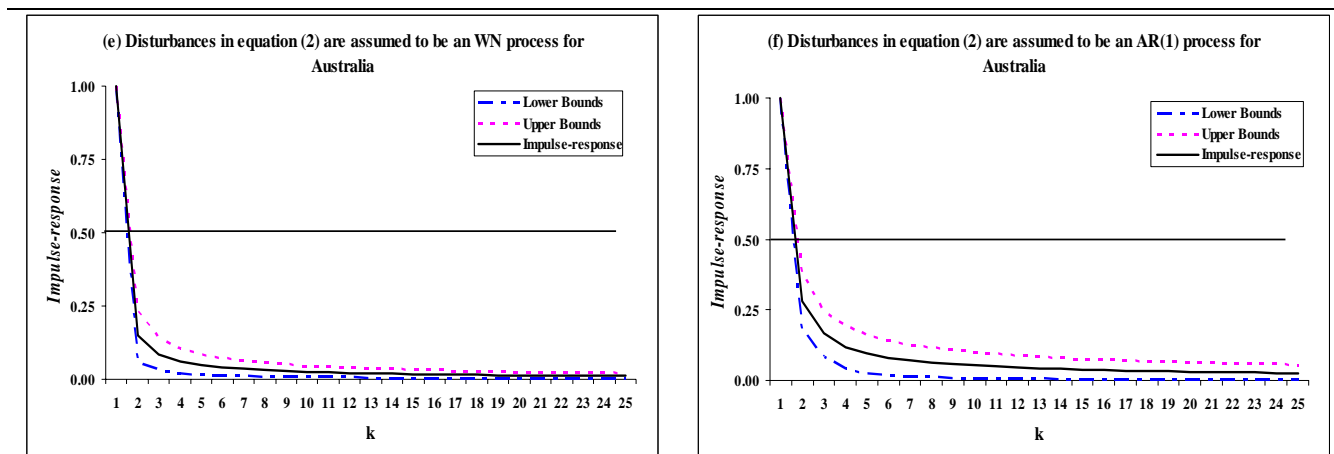 (e) Disturbances in equation (2) are assumed to be an WN process for
Australia
1.00
0.75
0.50
0.25
0.00
Impulse-response
Lower Bounds
Upper Bounds
Impulse-response
1 2 3 4 5 6 7 8 9 10 11 12 13 14 15 16 17 18 19 20 21 22 23 24 25
k
(f) Disturbances in equation (2) are assumed to be an AR(1) process for
Australia
1.00
0.75
0.50
0.25
0.00
Impulse-response
Lower Bounds
Upper Bounds
Impulse-response
1 2 3 4 5 6 7 8 9 10 11 12 13 14 15 16 17 18 19 20 21 22 23 24 25
k